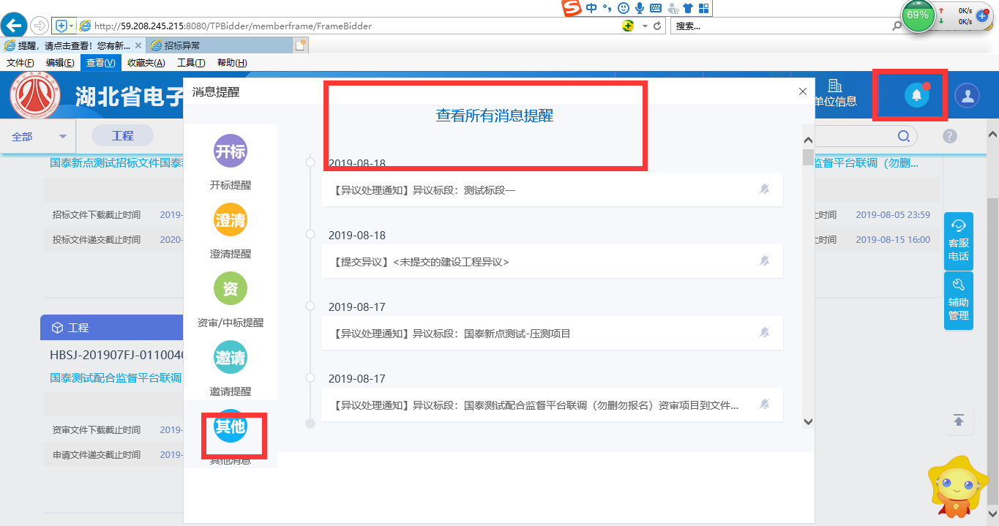 中
69%
0K/s
0K/s
http://59.208.245.215:8080/TPBidder/memberframe/FrameBidder
搜索...
提醒，请点击查看！您有新...
招标异常
文件(F) 编辑(E) 查看(V) 收藏夹(A) 工具(T) 帮助(H)
湖北省电子
消息提醒
单位信息
查看所有消息提醒
全部
工程
国泰新点测试招标文件国泰
监督平台联调（勿删...
招标文件下载截止时间 2019-
投标文件递交截止时间 2020-
止时间 2019-08-05 23:59
止时间 2019-08-15 16:00
开标
开标提醒
澄清
澄清提醒
资
资审/中标提醒
邀请
邀请提醒
其他
其他消息
2019-08-18
【异议处理通知】异议标段：测试标段一
2019-08-18
【提交异议】<未提交的建设工程异议>
2019-08-17
【异议处理通知】异议标段：国泰新点测试-压测项目
2019-08-17
【异议处理通知】异议标段：国泰测试配合监督平台联调（勿删勿报名）资审项目到文件...
客服
电话
辅助
管理
工程
HBSJ-201907FJ-0110040
国泰测试配合监督平台联调
资审文件下载截止时间 2019-
申请文件递交截止时间 2019-